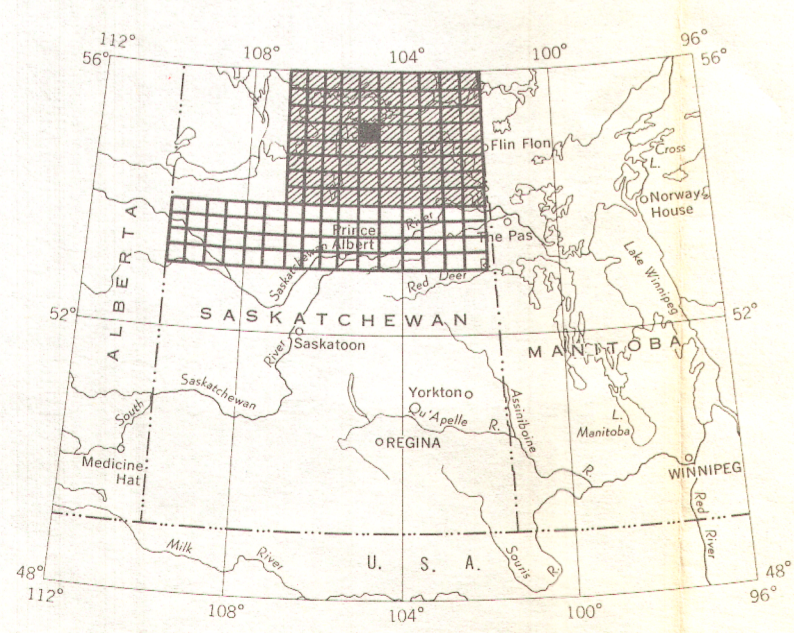 112°
108°
104°
100°
96°
56°
56°
Flin Flon
Cross
L.
Norway
House
ALBERTA
Prince
Albert
River
The Pas
Saskatchewan
Red Deer R.
Lake Winnipeg
52°
52°
SASKATCHEWAN
MANITOBA
River
Saskatoon
South
Saskatchewan
Yorkton
Qu'Apelle R.
Assiniboine
R.
L.
Manitoba
REGINA
Medicine
Hat
WINNIPEG
Red
River
Milk River
U. S. A.
Souris
R.
48°
48°
112°
108°
104°
100°
96°